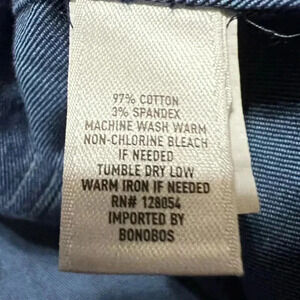 97% COTTON
3% SPANDEX
MACHINE WASH WARM
NON-CHLORINE BLEACH
IF NEEDED
TUMBLE DRY LOW
WARM IRON IF NEEDED
RN# 128054
IMPORTED BY
BONOBOS